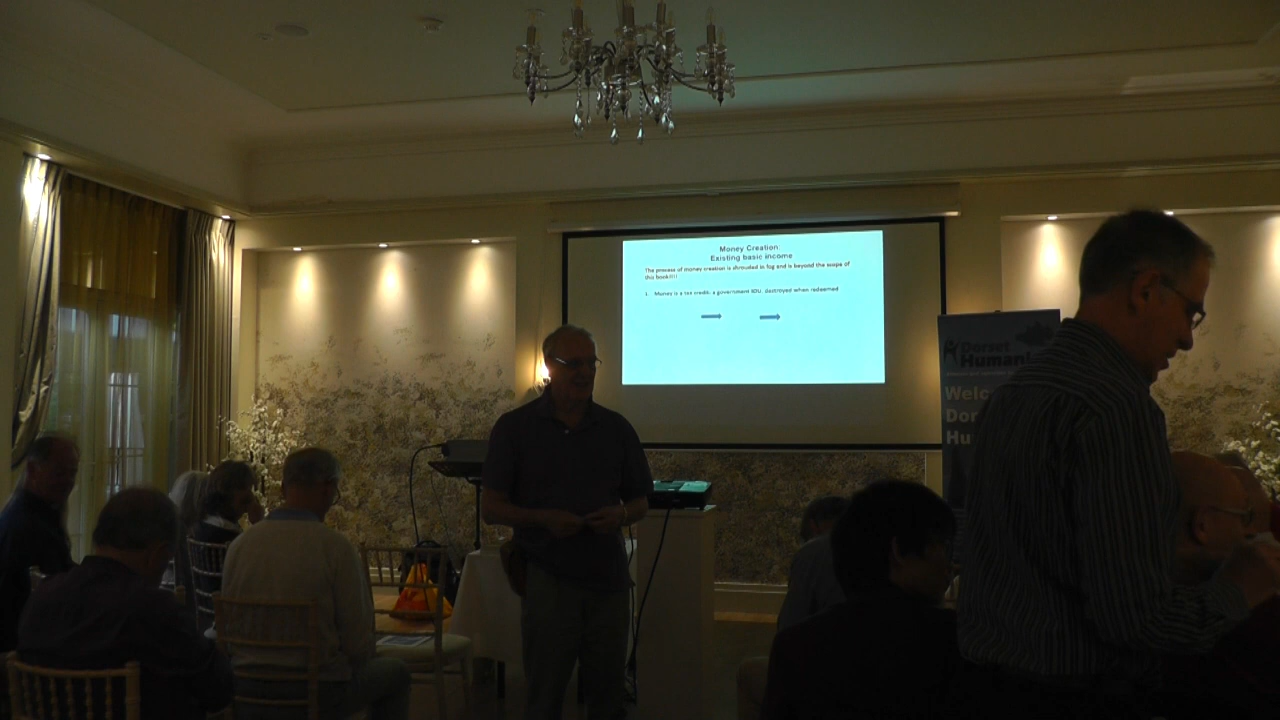 Money Creation:
Existing basic income
The process of money creation is shrouded in fog and is beyond the scope of
this book!!!!
1. Money is a tax credit: a government IOU, destroyed when redeemed
Dorset
Humani
Welc
Dor
Hu